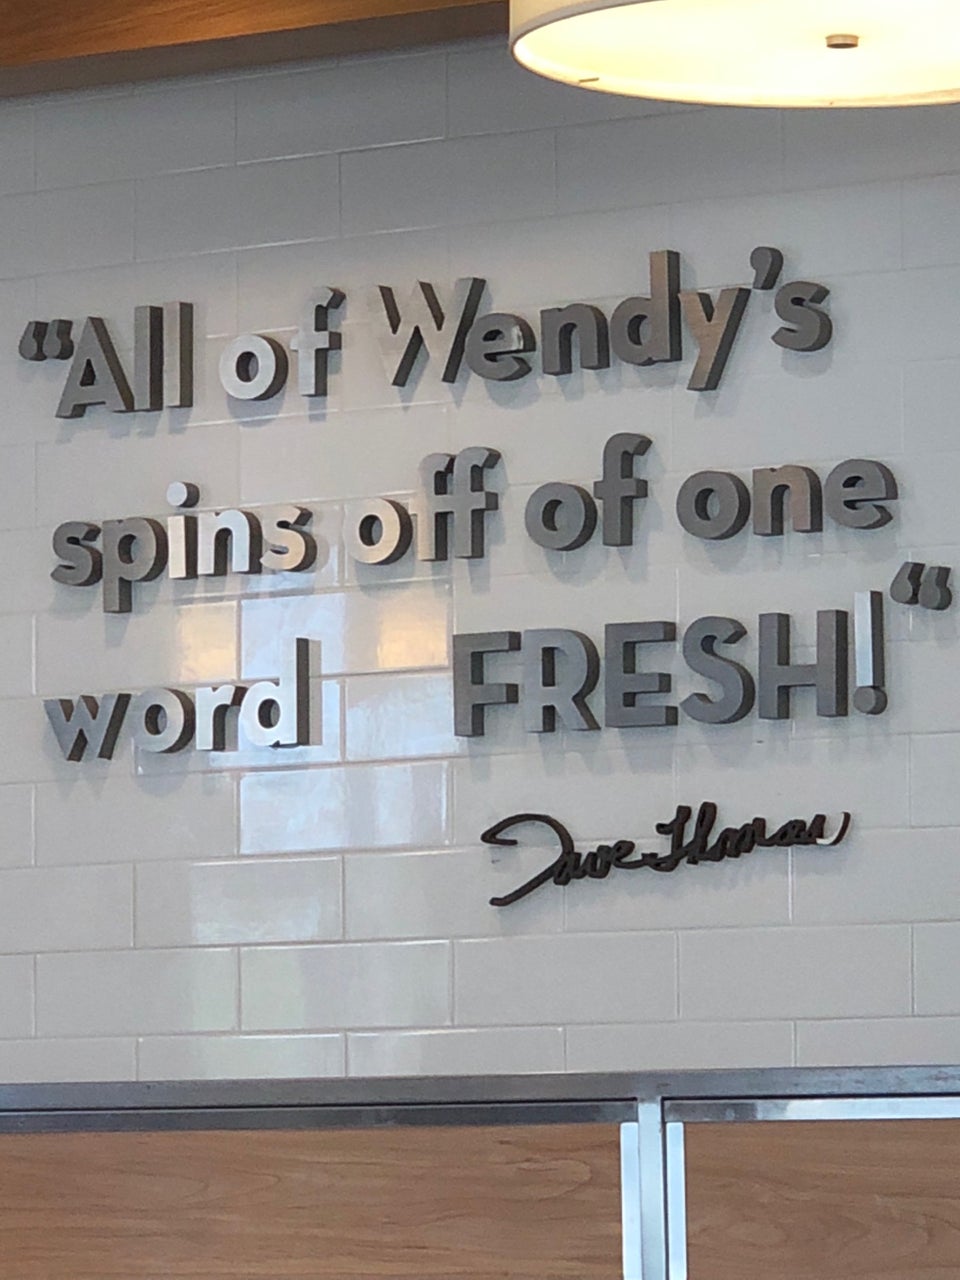 “All of Wendy’s
spins off of one
word FRESH!“
Dave Thomas